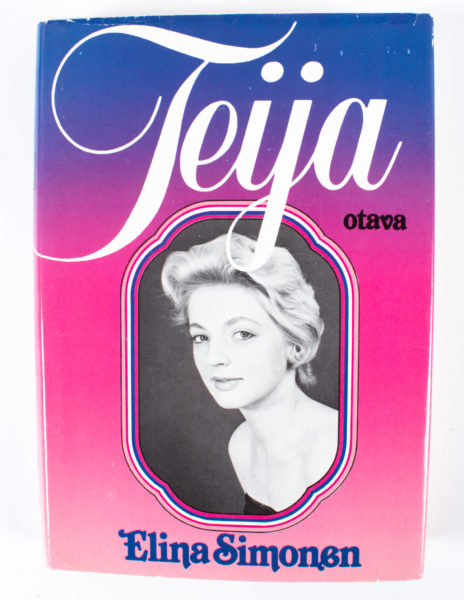 Teija
otava
Elina Simonen